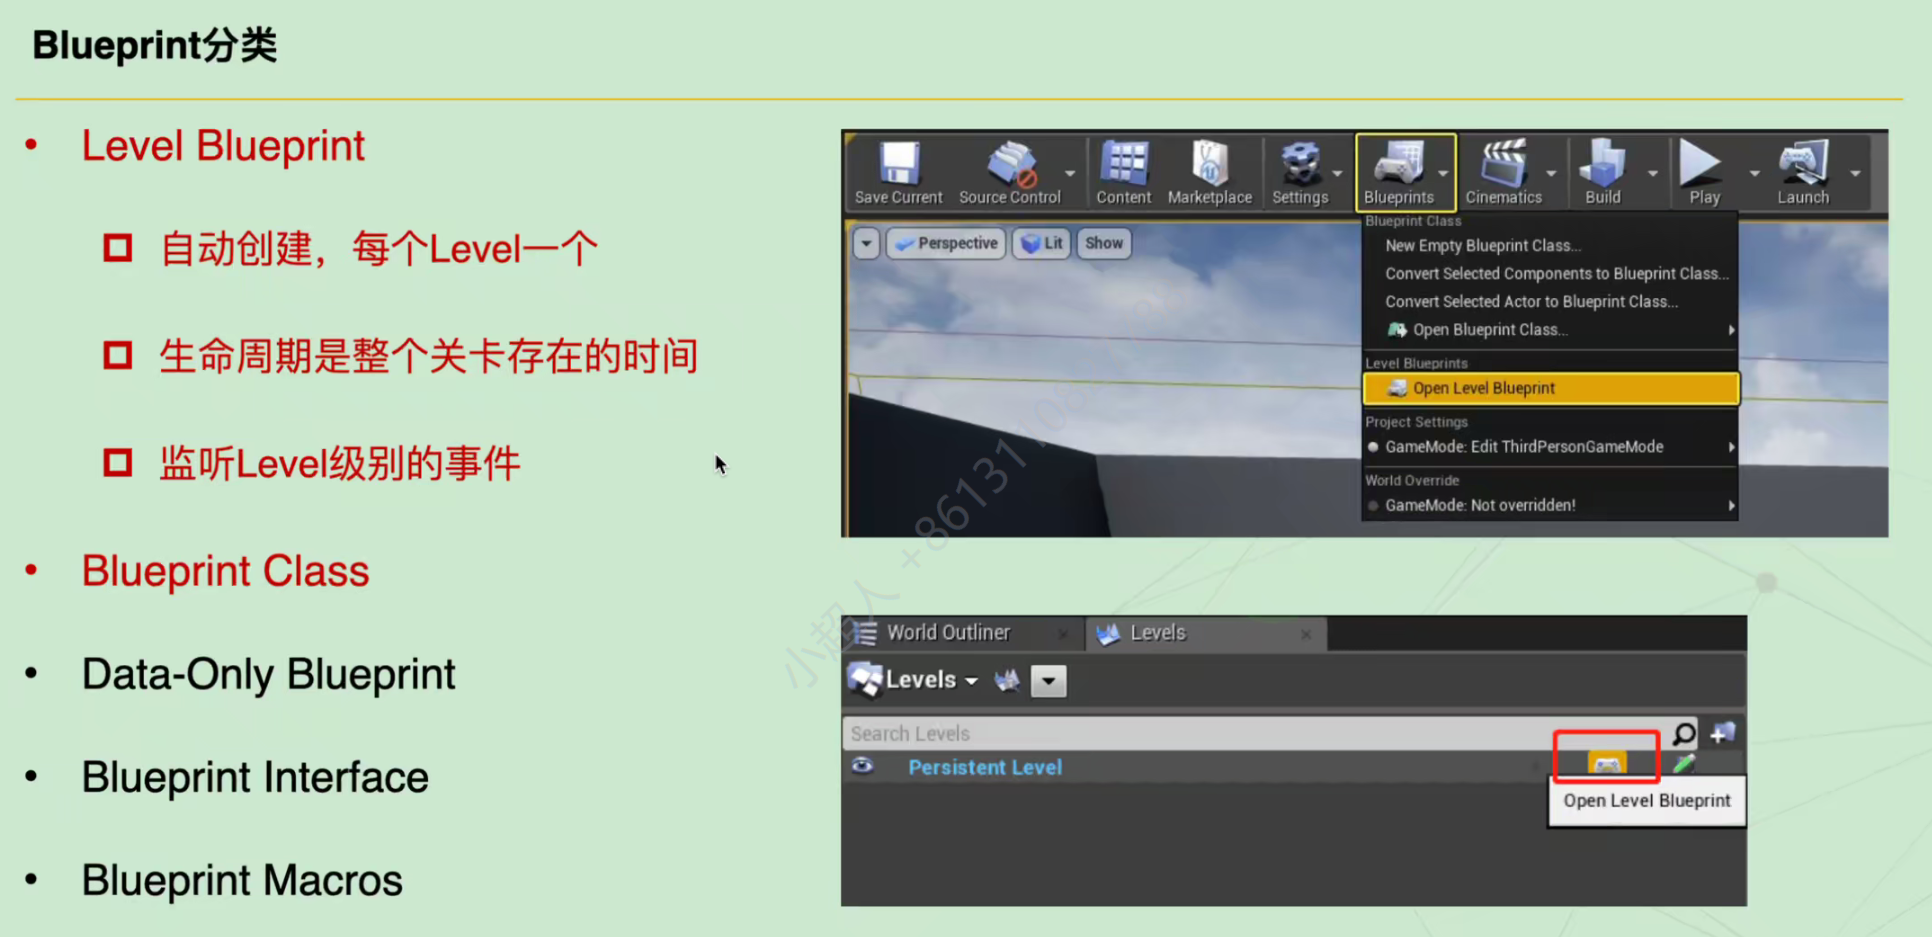 Blueprint分类
• Level Blueprint
自动创建，每个Level一个
生命周期是整个关卡存在的时间
监听Level级别的事件
• Blueprint Class
• Data-Only Blueprint
• Blueprint Interface
• Blueprint Macros
Save Current Source Control Content Marketplace Settings Blueprints Cinematics Build Play Launch
Perspective Lit Show
Blueprint Class
New Empty Blueprint Class...
Convert Selected Components to Blueprint Class...
Convert Selected Actor to Blueprint Class...
Open Blueprint Class...
Level Blueprints
Open Level Blueprint
Project Settings
GameMode: Edit ThirdPersonGameMode
World Override
GameMode: Not overridden!
World Outliner Levels
Levels
Search Levels
Persistent Level
Open Level Blueprint
小超人